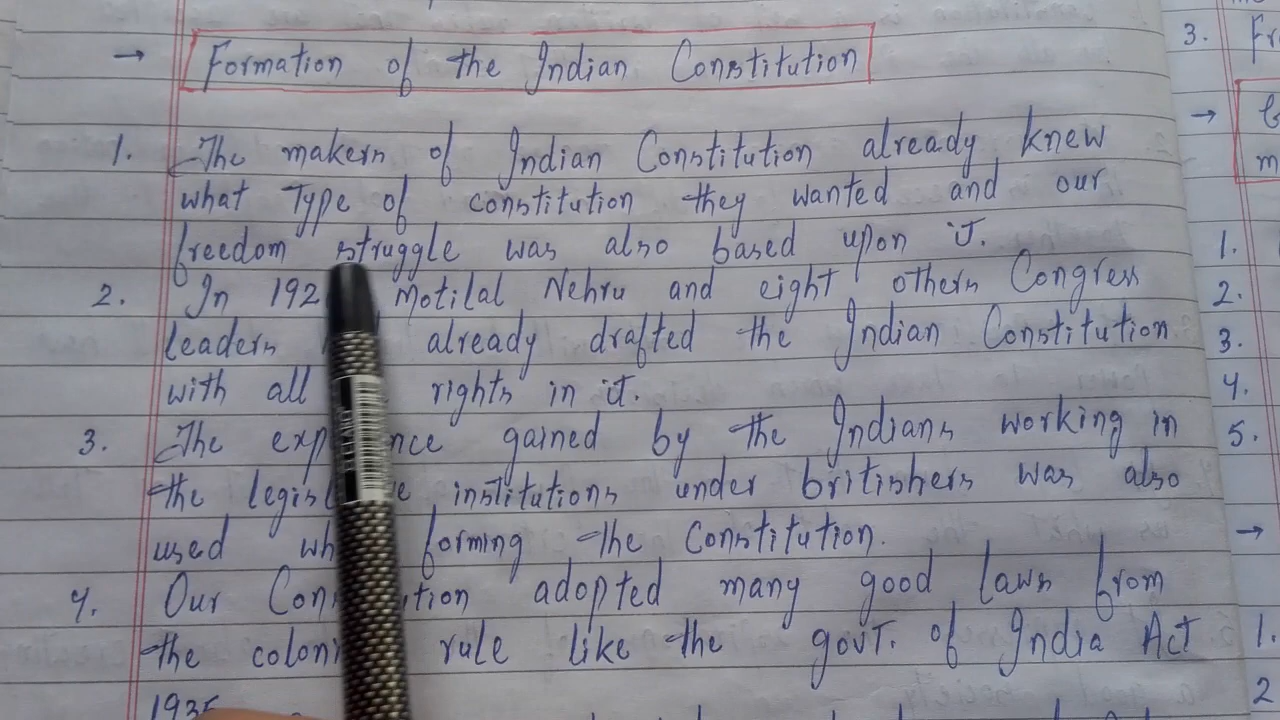 → Formation of the Indian Constitution
1. The makers of Indian Constitution already knew
what Type of constitution they wanted and our
freedom struggle was also based upon it.
2. In 192 Motilal Nehru and eight others Congress
leaders already drafted the Indian Constitution
with all rights in it.
3. The exp nce gained by the Indians working in
the legisl e institutions under britishers was also
used wh forming the Constitution.
4. Our Con tion adopted many good laws from
the coloni rule like the govt. of India Act
1935
3. Fr
→
m
1.
2.
3.
4.
5.
→
1.
2